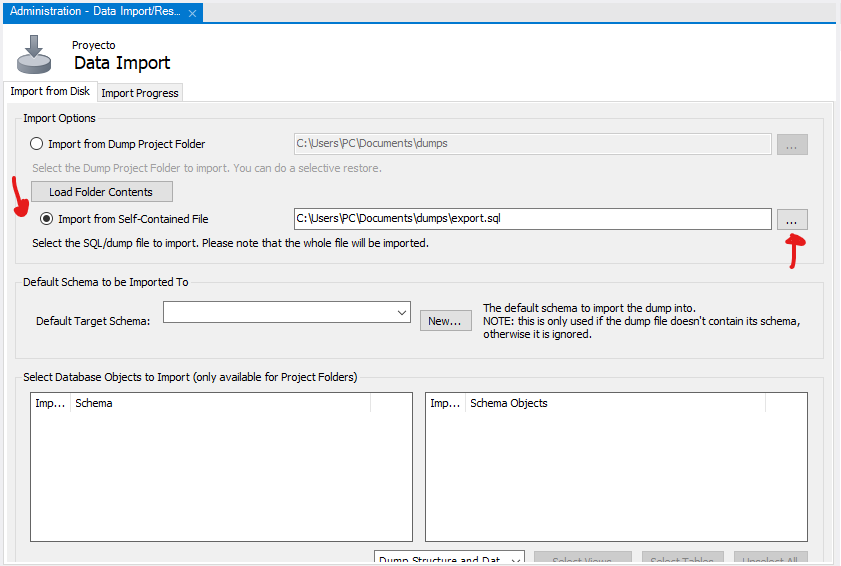 Administration - Data Import/Res...
Proyecto
Data Import
Import from Disk
Import Progress
Import Options
Import from Dump Project Folder
C:\Users\PC\Documents\dumps
...
Select the Dump Project Folder to import. You can do a selective restore.
Load Folder Contents
Import from Self-Contained File
C:\Users\PC\Documents\dumps\export.sql
...
Select the SQL/dump file to import. Please note that the whole file will be imported.
Default Schema to be Imported To
Default Target Schema:
New...
The default schema to import the dump into.
NOTE: this is only used if the dump file doesn't contain its schema,
otherwise it is ignored.
Select Database Objects to Import (only available for Project Folders)
Imp...
Schema
Imp...
Schema Objects
Dump Structure and Dat
Select Views
Select Tables
Unselect All